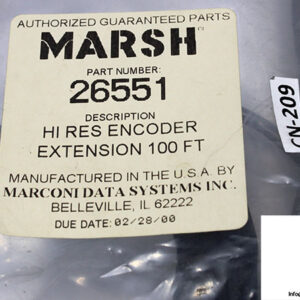 AUTHORIZED GUARANTEED PARTS
MARSH
PART NUMBER:
26551
DESCRIPTION
HI RES ENCODER
EXTENSION 100 FT
MANUFACTURED IN THE U.S.A. BY
MARCONI DATA SYSTEMS INC.
BELLEVILLE, IL 62222
DUE DATE: 02/28/00
CN-209